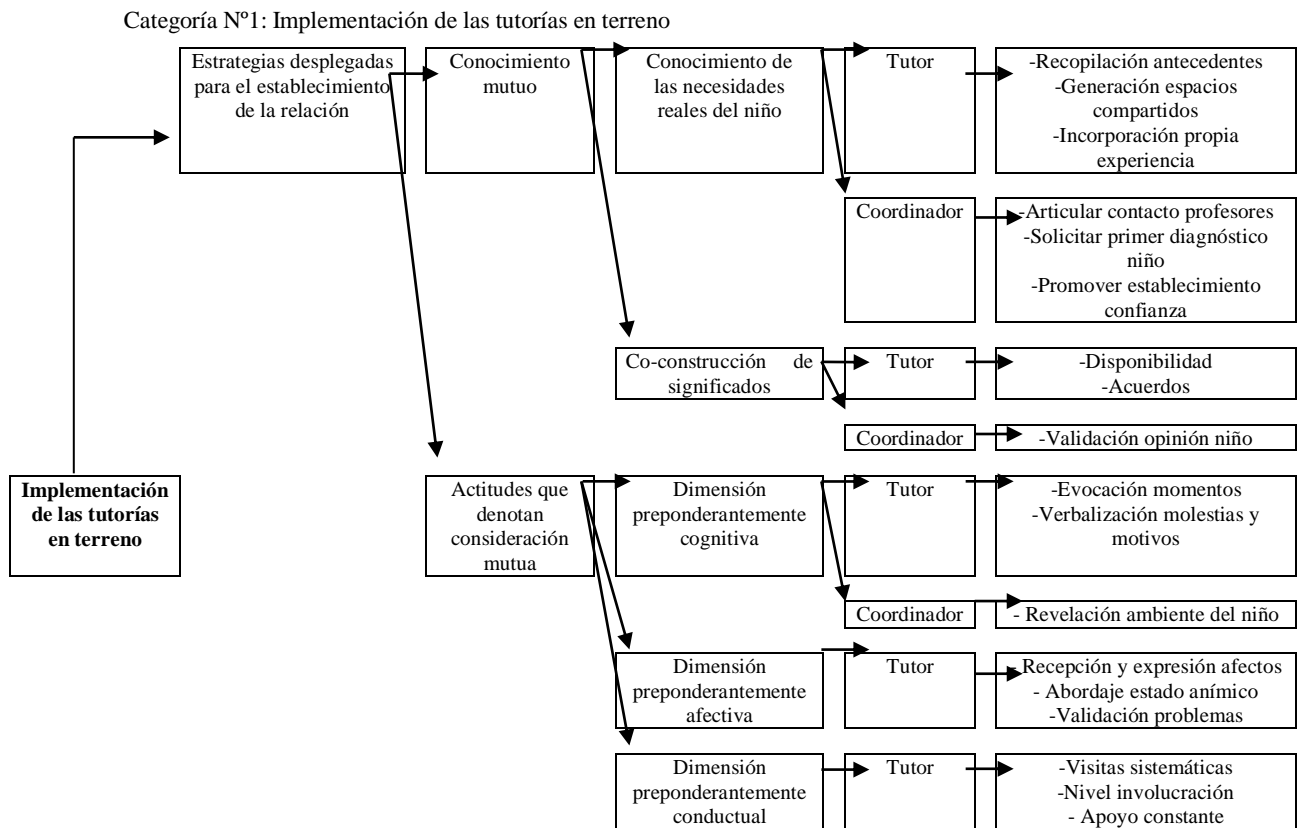 Categoría Nº1: Implementación de las tutorías en terreno
Estrategias desplegadas
para el establecimiento
de la relación
Conocimiento
mutuo
Conocimiento de
las necesidades
reales del niño
Tutor
-Recopilación antecedentes
-Generación espacios
compartidos
-Incorporación propia
experiencia
Coordinador
-Articular contacto profesores
-Solicitar primer diagnóstico
niño
-Promover establecimiento
confianza
Co-construcción de
significados
Tutor
-Disponibilidad
-Acuerdos
Coordinador
-Validación opinión niño
Implementación
de las tutorías
en terreno
Actitudes que
denotan
consideración
mutua
Dimensión
preponderantemente
cognitiva
Tutor
-Evocación momentos
-Verbalización molestias y
motivos
Coordinador
- Revelación ambiente del niño
Dimensión
preponderantemente
afectiva
Tutor
- Recepción y expresión afectos
- Abordaje estado anímico
-Validación problemas
Dimensión
preponderantemente
conductual
Tutor
-Visitas sistemáticas
-Nivel involucración
- Apoyo constante